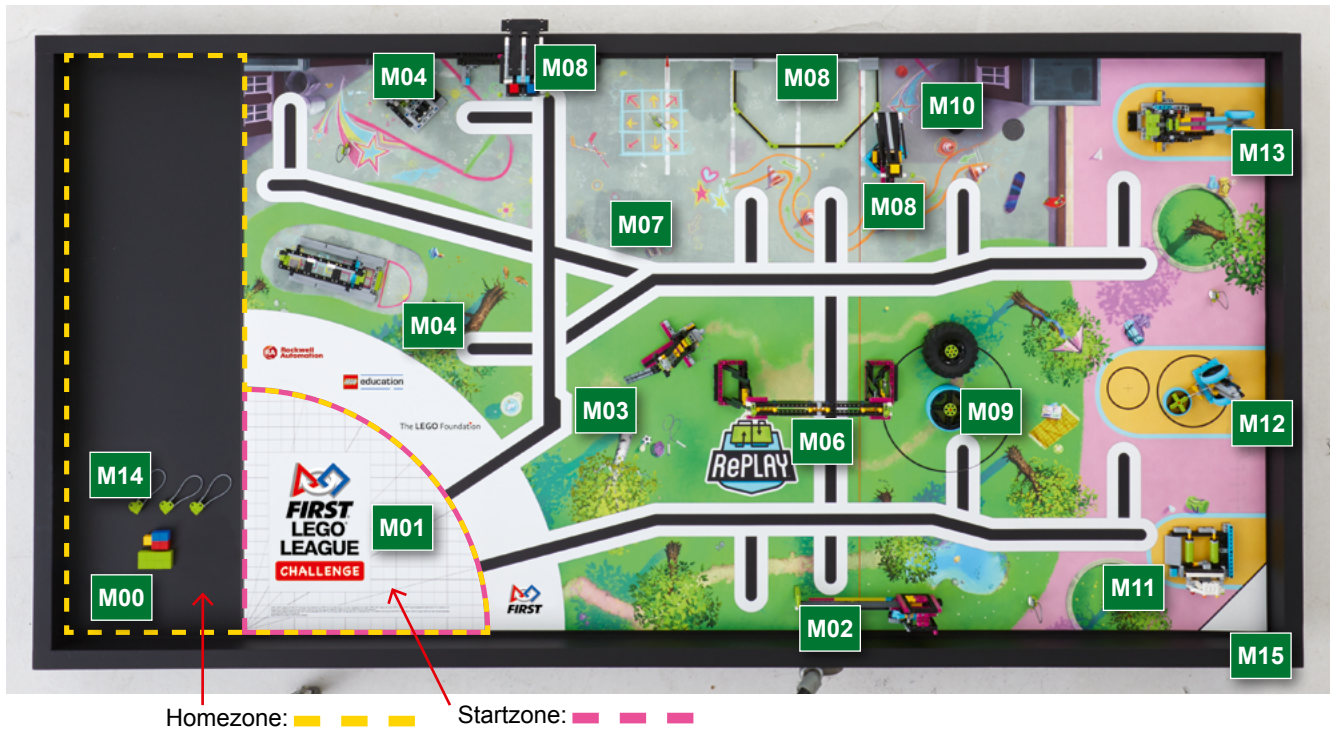 M04
M08
M08
M10
M13
M08
M07
M04
Rockwell
Automation
LEGO education
The LEGO Foundation
M03
M09
M12
M06
RePLAY
M14
FIRST
LEGO
LEAGUE
CHALLENGE
M01
M00
FIRST
M11
M02
M15
Homezone:
Startzone: